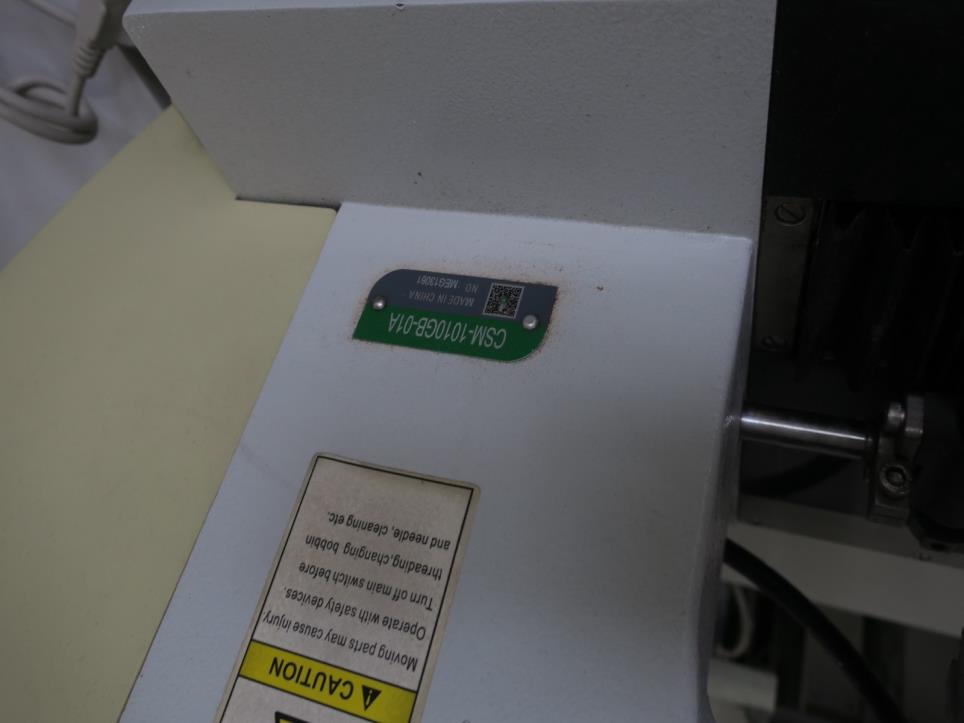 CSM-1010GB-01A
MADE IN CHINA
NO. MEG13061
CAUTION
Moving parts may cause injury.
Operate with safety devices.
Turn off main switch before
threading,changing bobbin
and needle, cleaning etc.